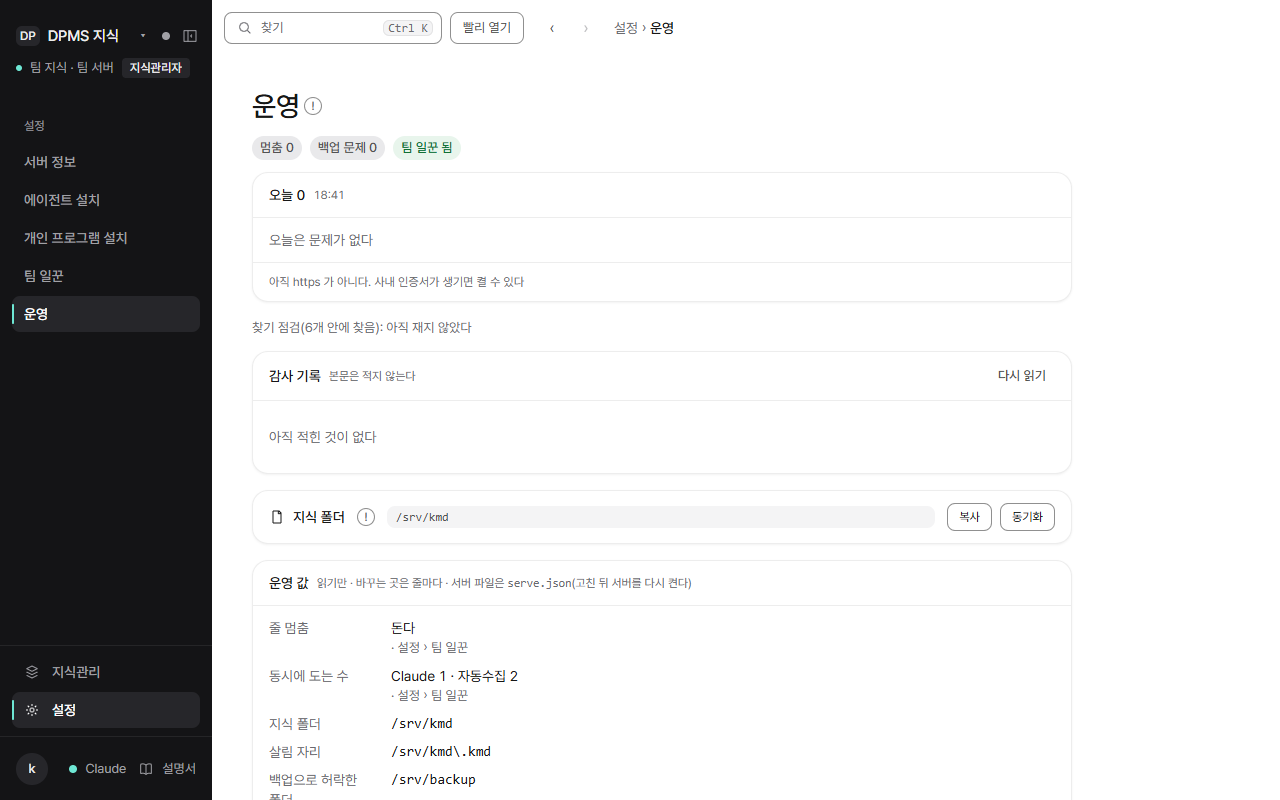 DP DPMS 지식
팀 지식 · 팀 서버 지식관리자
설정
서버 정보
에이전트 설치
개인 프로그램 설치
팀 일꾼
운영
지식관리
설정
k Claude 설명서
찾기 Ctrl K 빨리 열기 ‹ › 설정 › 운영
운영 !
멈춤 0 백업 문제 0 팀 일꾼 됨
오늘 0 18:41
오늘은 문제가 없다
아직 https 가 아니다. 사내 인증서가 생기면 켤 수 있다
찾기 점검(6개 안에 찾음): 아직 재지 않았다
감사 기록 본문은 적지 않는다 다시 읽기
아직 적힌 것이 없다
지식 폴더 ! /srv/kmd 복사 동기화
운영 값 읽기만 · 바꾸는 곳은 줄마다 · 서버 파일은 serve.json(고친 뒤 서버를 다시 켠다)
줄 멈춤 돈다
· 설정 › 팀 일꾼
동시에 도는 수 Claude 1 · 자동수집 2
· 설정 › 팀 일꾼
지식 폴더 /srv/kmd
살림 자리 /srv/kmd\.kmd
백업으로 허락한 /srv/backup
폴더